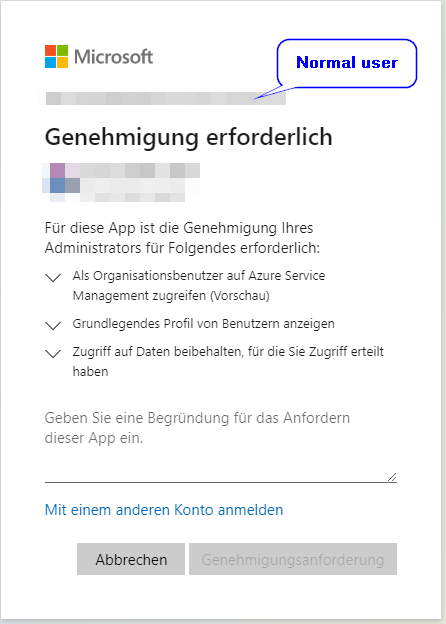 Microsoft
Normal user
Genehmigung erforderlich
Für diese App ist die Genehmigung Ihres
Administrators für Folgendes erforderlich:
Als Organisationsbenutzer auf Azure Service
Management zugreifen (Vorschau)
Grundlegendes Profil von Benutzern anzeigen
Zugriff auf Daten beibehalten, für die Sie Zugriff erteilt
haben
Geben Sie eine Begründung für das Anfordern
dieser App ein.
Mit einem anderen Konto anmelden
Abbrechen
Genehmigungsanforderung